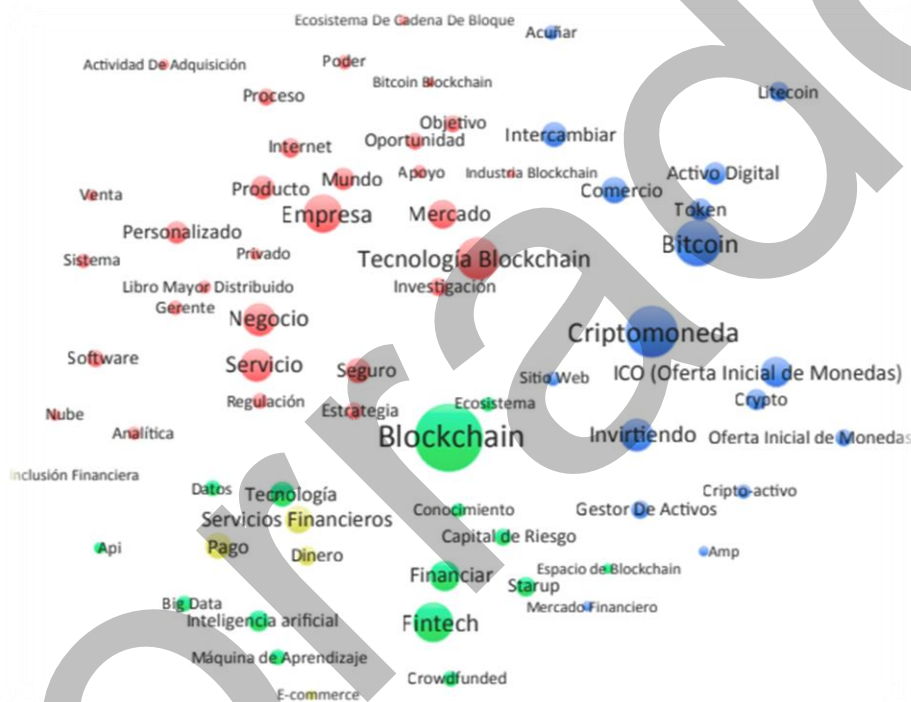 Ecosistema De Cadena De Bloque
Acuñar
Actividad De Adquisición
Poder
Bitcoin Blockchain
Litecoin
Proceso
Objetivo
Oportunidad
Intercambiar
Internet
Mundo
Apoyo
Industria Blockchain
Activo Digital
Producto
Comercio
Venta
Empresa
Mercado
Token
Personalizado
Bitcoin
Sistema
Privado
Tecnología Blockchain
Libro Mayor Distribuido
Investigación
Gerente
Negocio
Criptomoneda
Software
Servicio
Seguro
Sitio Web
ICO (Oferta Inicial de Monedas)
Regulación
Estrategia
Ecosistema
Crypto
Nube
Analítica
Blockchain
Invirtiendo
Oferta Inicial de Monedas
Inclusión Financiera
Datos
Tecnología
Cripto-activo
Servicios Financieros
Conocimiento
Gestor De Activos
Api
Pago
Dinero
Capital de Riesgo
Amp
Financiar
Espacio de Blockchain
Starup
Big Data
Mercado Financiero
Inteligencia arificial
Fintech
Máquina de Aprendizaje
Crowdfunded
E-commerce
orrado